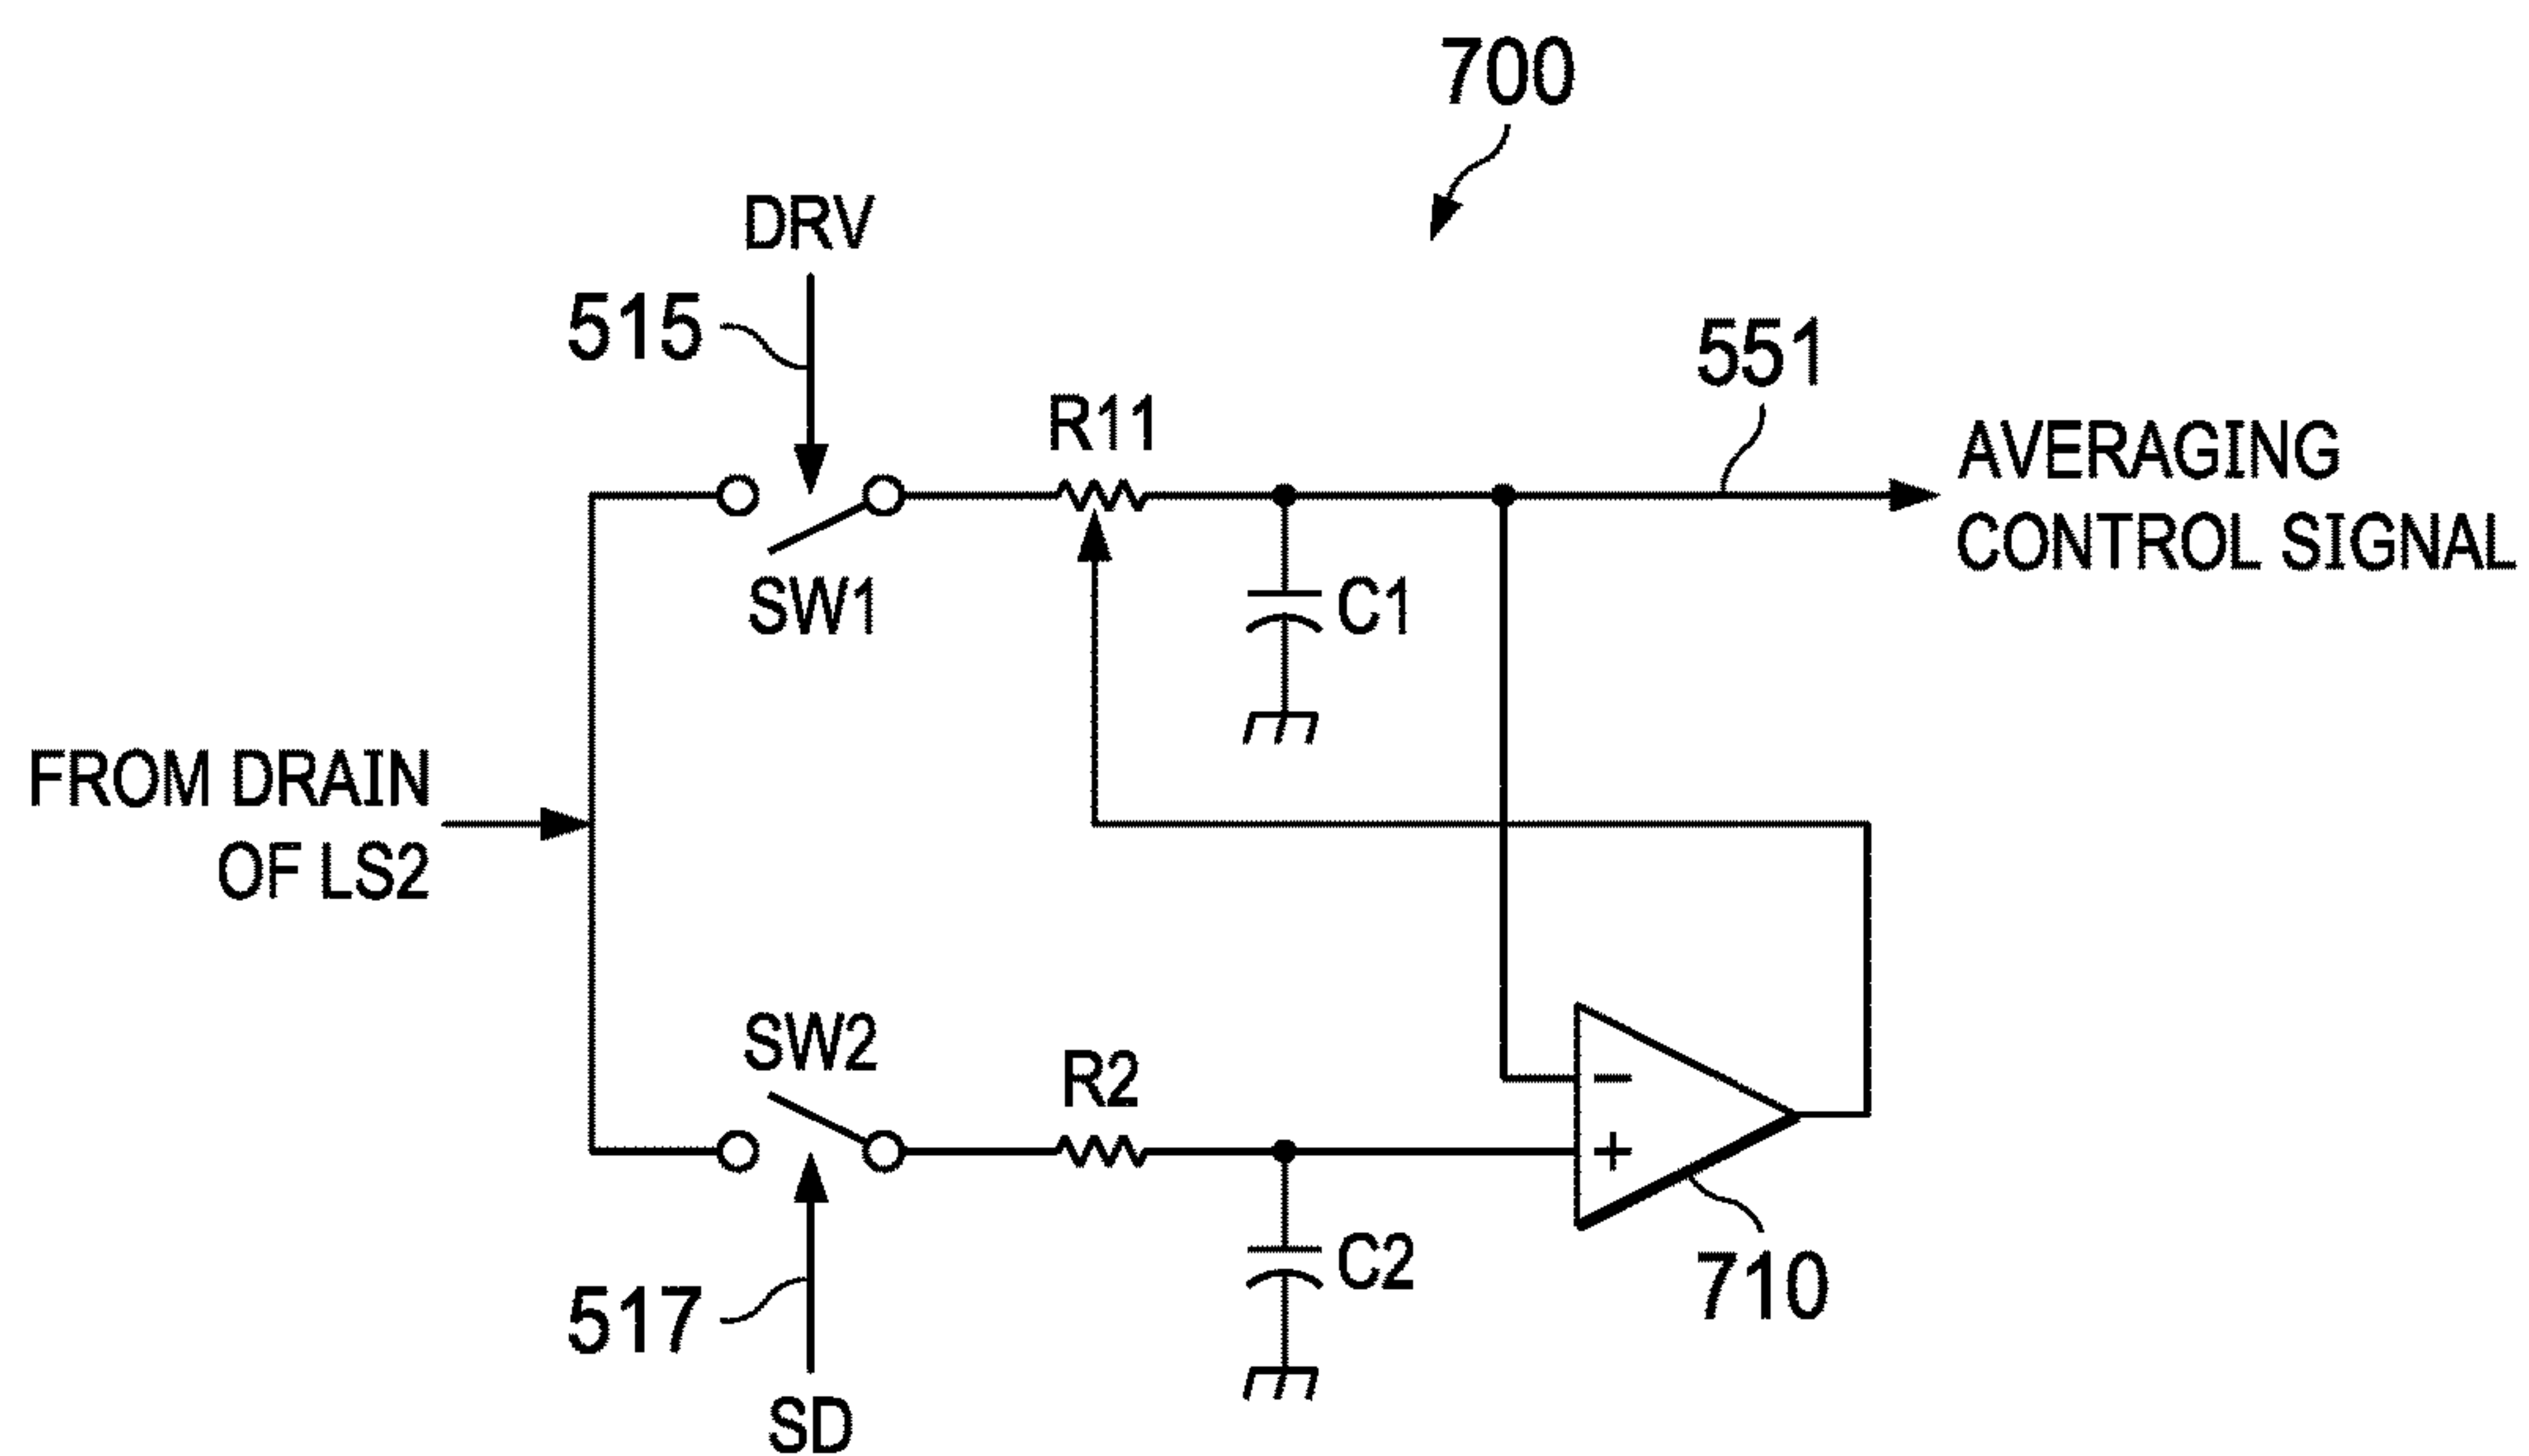 700
DRV
515
551
R11
AVERAGING
CONTROL SIGNAL
SW1
C1
FROM DRAIN
OF LS2
SW2
R2
−
+
C2
710
517
SD